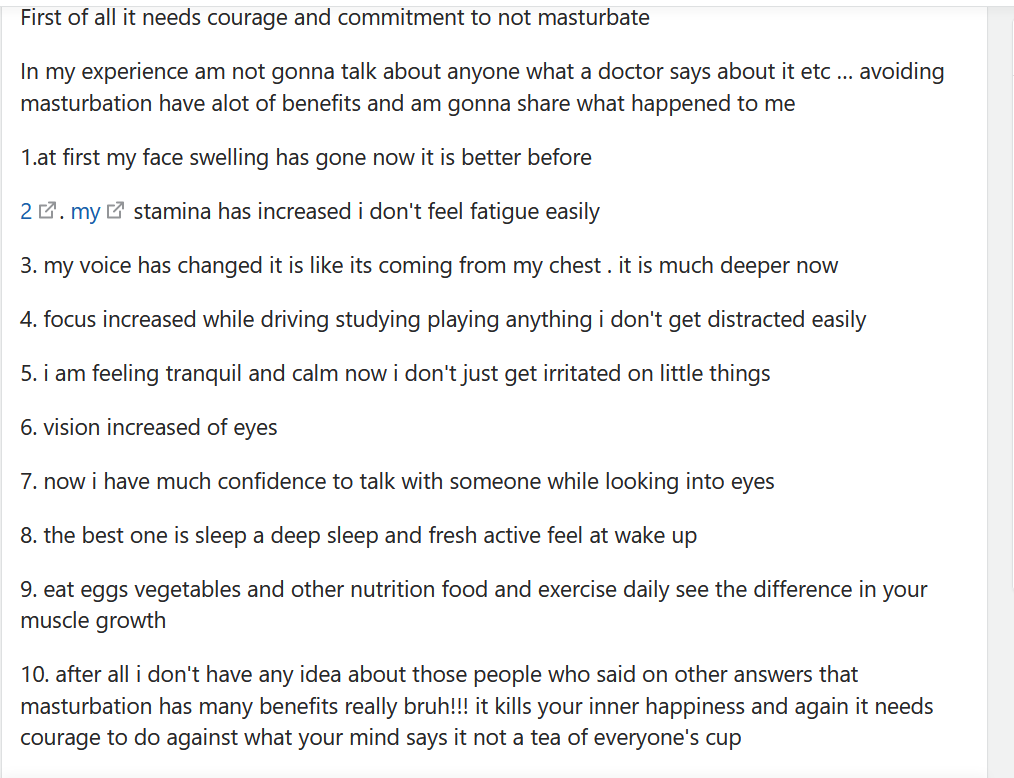 First of all it needs courage and commitment to not masturbate
In my experience am not gonna talk about anyone what a doctor says about it etc ... avoiding
masturbation have alot of benefits and am gonna share what happened to me
1.at first my face swelling has gone now it is better before
2. my stamina has increased i don't feel fatigue easily
3. my voice has changed it is like its coming from my chest . it is much deeper now
4. focus increased while driving studying playing anything i don't get distracted easily
5. i am feeling tranquil and calm now i don't just get irritated on little things
6. vision increased of eyes
7. now i have much confidence to talk with someone while looking into eyes
8. the best one is sleep a deep sleep and fresh active feel at wake up
9. eat eggs vegetables and other nutrition food and exercise daily see the difference in your
muscle growth
10. after all i don't have any idea about those people who said on other answers that
masturbation has many benefits really bruh!!! it kills your inner happiness and again it needs
courage to do against what your mind says it not a tea of everyone's cup